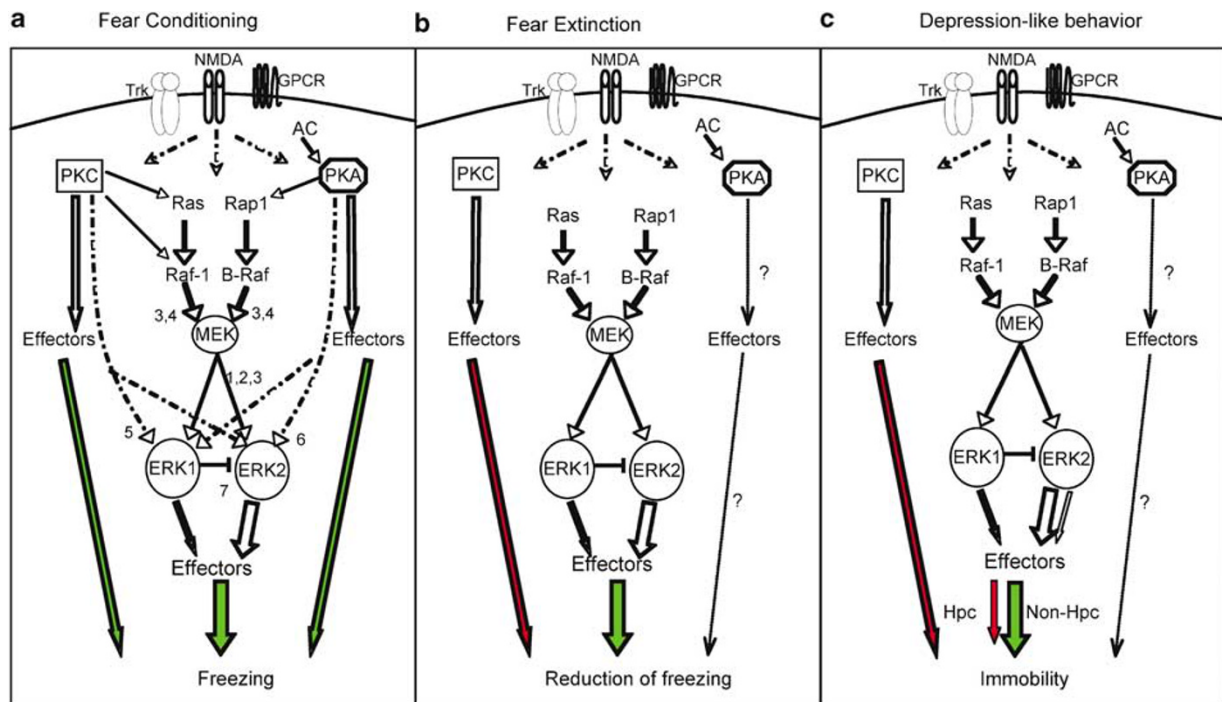 a Fear Conditioning
NMDA
Trk
GPCR
AC
PKC
PKA
Ras Rap1
Raf-1 B-Raf
3,4 3,4
MEK
Effectors Effectors
1,2,3
5 6
ERK1 ERK2
7
Effectors
Freezing
b Fear Extinction
NMDA
Trk
GPCR
AC
PKC
PKA
Ras Rap1
Raf-1 B-Raf
?
MEK
Effectors Effectors
ERK1 ERK2
?
Effectors
Reduction of freezing
c Depression-like behavior
NMDA
Trk
GPCR
AC
PKC
PKA
Ras Rap1
Raf-1 B-Raf
?
MEK
Effectors Effectors
ERK1 ERK2
?
Effectors
Hpc Non-Hpc
Immobility